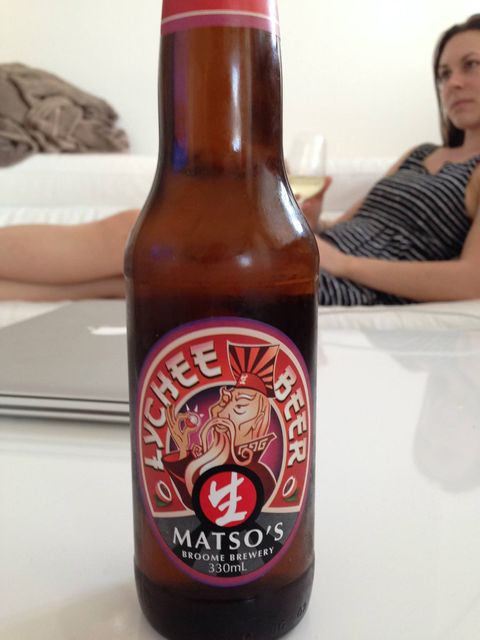 LYCHEE BEER
生
MATSO'S
BROOME BREWERY
330mL